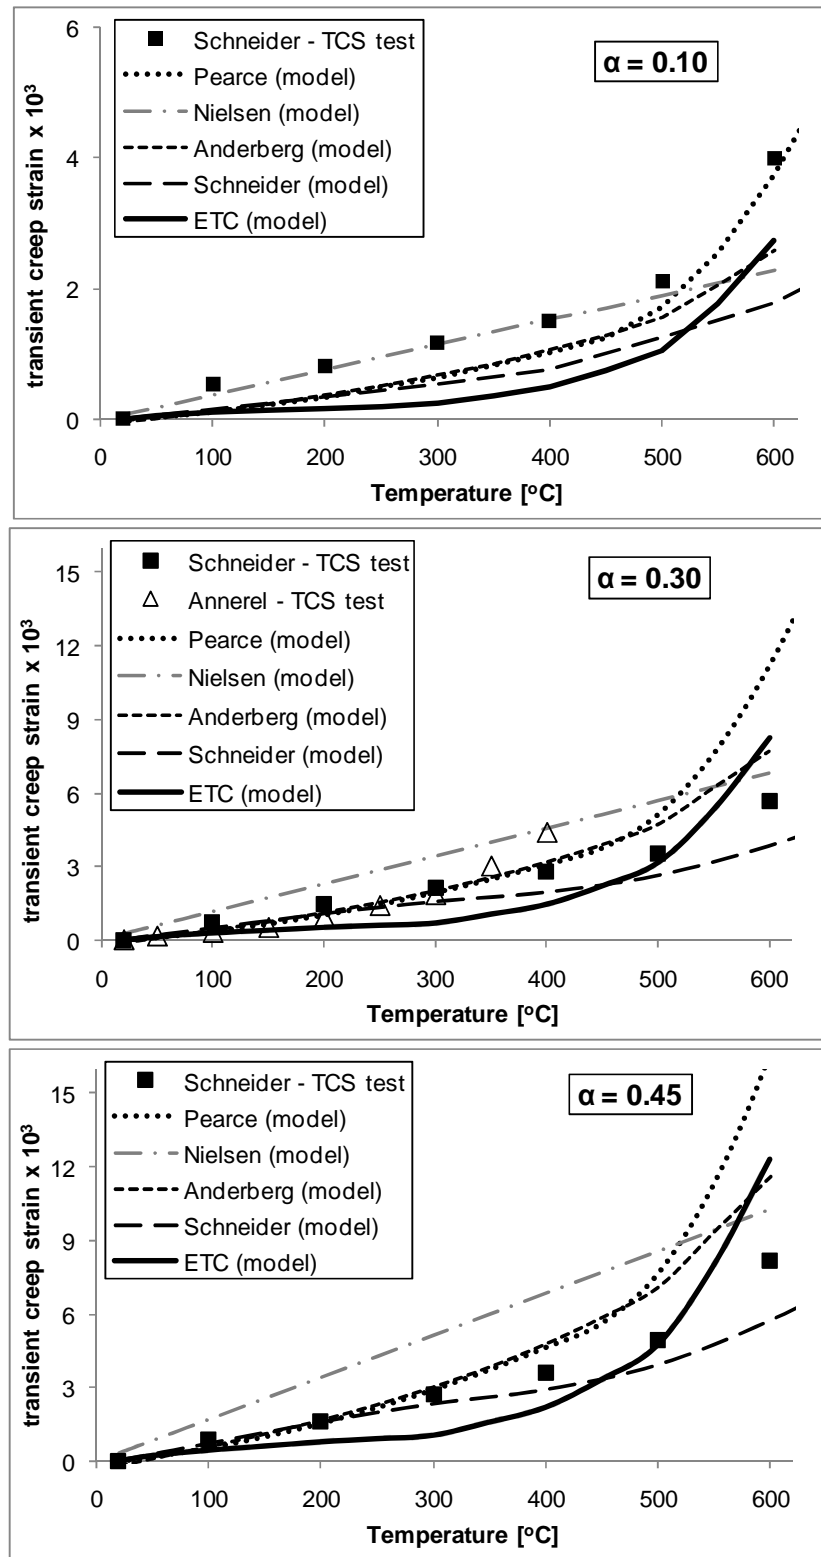 6
Schneider - TCS test
Pearce (model)
Nielsen (model)
Anderberg (model)
Schneider (model)
ETC (model)
α = 0.10
4
2
0
transient creep strain x 10³
0 100 200 300 400 500 600
Temperature [ºC]
15
Schneider - TCS test
Annerel - TCS test
Pearce (model)
Nielsen (model)
Anderberg (model)
Schneider (model)
ETC (model)
α = 0.30
12
9
6
3
0
transient creep strain x 10³
0 100 200 300 400 500 600
Temperature [ºC]
15
Schneider - TCS test
Pearce (model)
Nielsen (model)
Anderberg (model)
Schneider (model)
ETC (model)
α = 0.45
12
9
6
3
0
transient creep strain x 10³
0 100 200 300 400 500 600
Temperature [ºC]